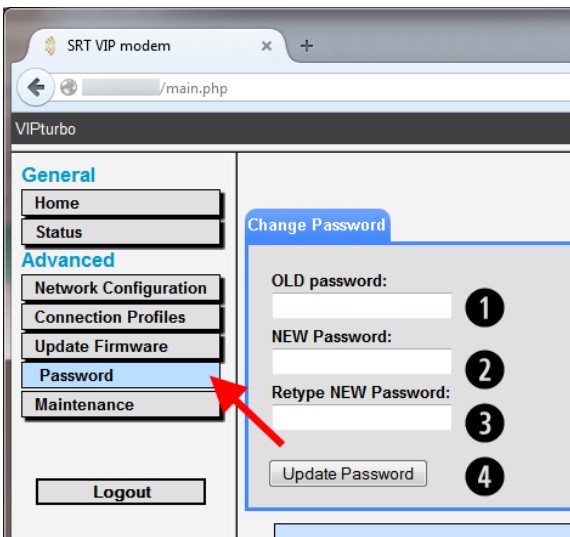 SRT VIP modem
/main.php
VIPturbo
General
Home
Status
Advanced
Network Configuration
Connection Profiles
Update Firmware
Password
Maintenance
Logout
Change Password
OLD password:
1
NEW Password:
2
Retype NEW Password:
3
Update Password
4